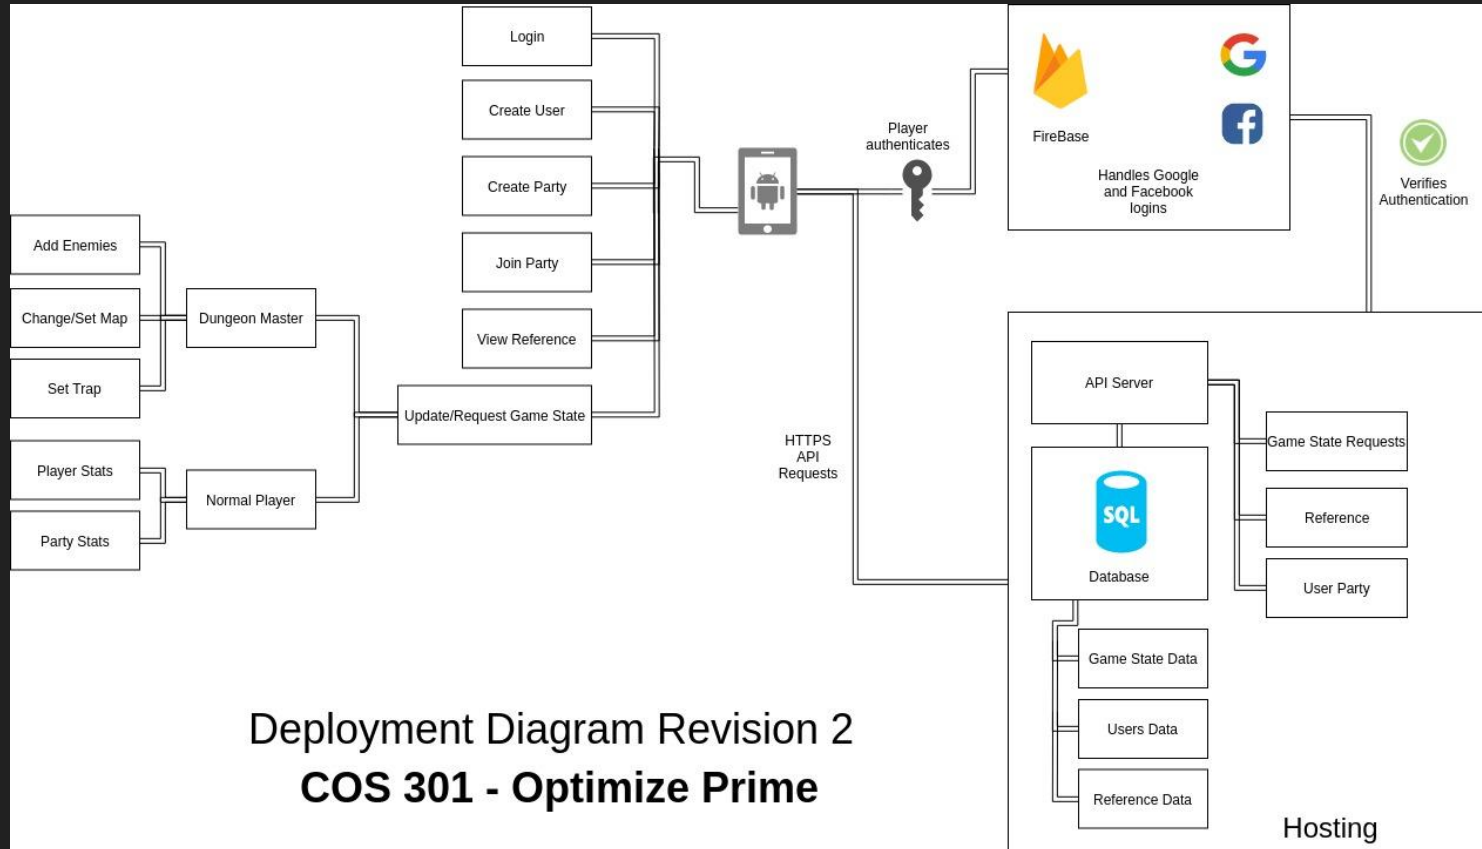 Login
Create User
Create Party
Join Party
View Reference
Update/Request Game State
Add Enemies
Change/Set Map
Set Trap
Dungeon Master
Player Stats
Party Stats
Normal Player
Player
authenticates
FireBase
Handles Google
and Facebook
logins
Verifies
Authentication
HTTPS
API
Requests
API Server
Game State Requests
Reference
User Party
SQL
Database
Game State Data
Users Data
Reference Data
Hosting
Deployment Diagram Revision 2
COS 301 - Optimize Prime